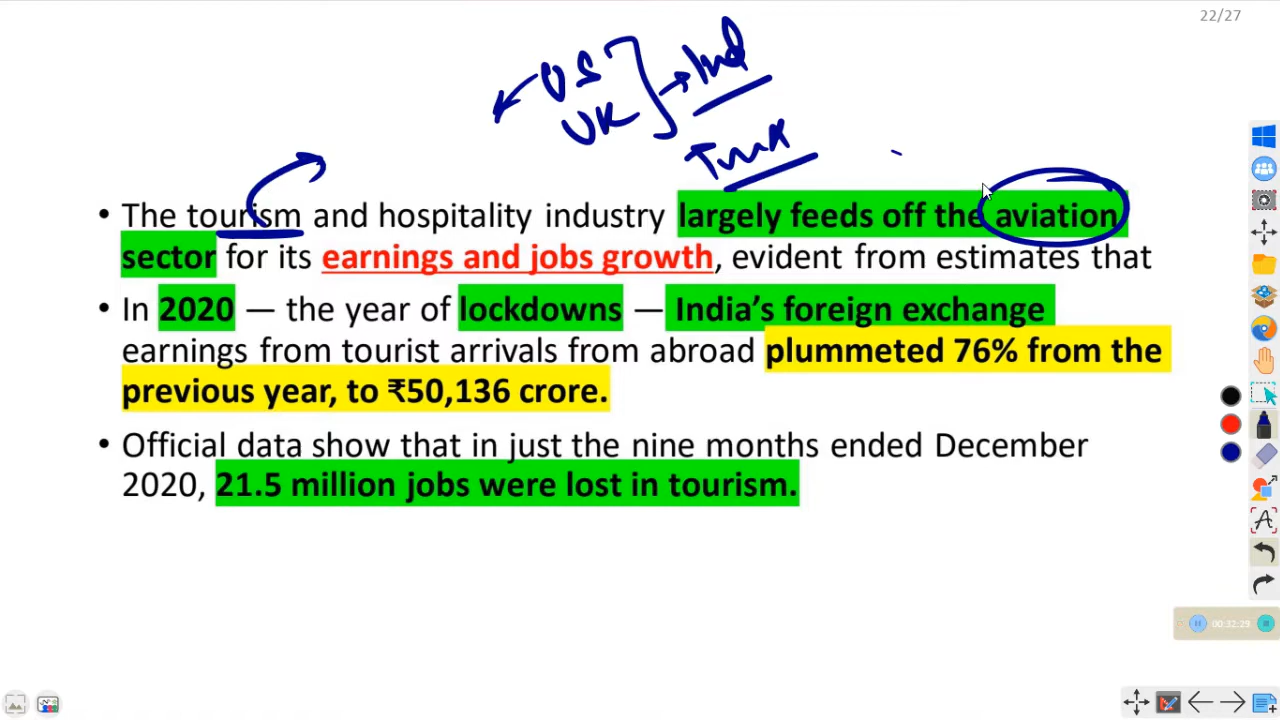 22/27
US
UK
Ind
• The tourism and hospitality industry largely feeds off the aviation
sector for its earnings and jobs growth, evident from estimates that
• In 2020 — the year of lockdowns — India’s foreign exchange
earnings from tourist arrivals from abroad plummeted 76% from the
previous year, to ₹50,136 crore.
• Official data show that in just the nine months ended December
2020, 21.5 million jobs were lost in tourism.
00:32:29